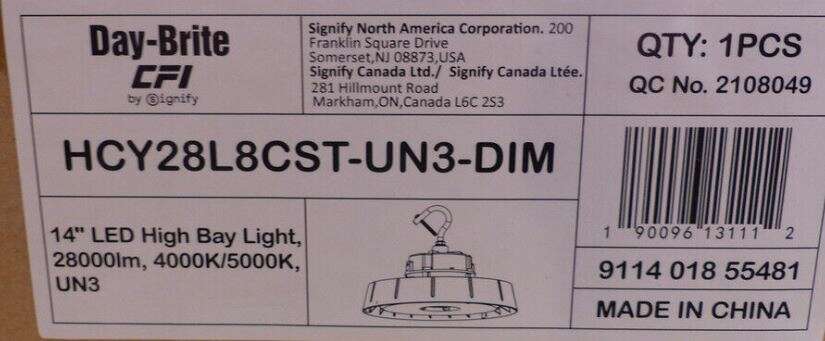 Day-Brite
CFI
by Signify
Signify North America Corporation. 200
Franklin Square Drive
Somerset,NJ 08873,USA
Signify Canada Ltd./ Signify Canada Ltée.
281 Hillmount Road
Markham,ON,Canada L6C 2S3
QTY: 1PCS
QC No. 2108049
HCY28L8CST-UN3-DIM
14" LED High Bay Light,
28000lm, 4000K/5000K,
UN3
1 90096 13111 2
9114 018 55481
MADE IN CHINA